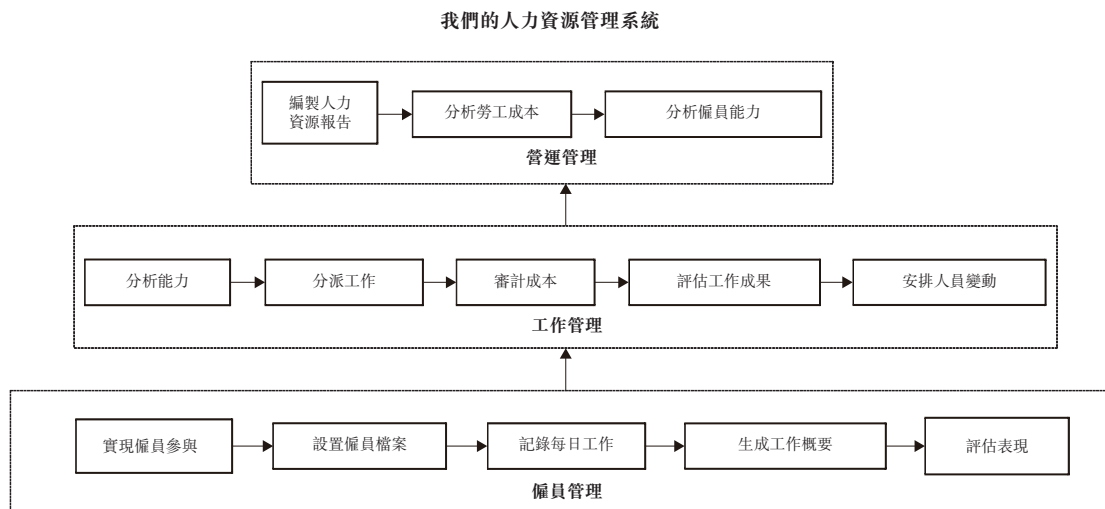 我們的人力資源管理系統
編製人力
資源報告
分析勞工成本
分析僱員能力
營運管理
分析能力
分派工作
審計成本
評估工作成果
安排人員變動
工作管理
實現僱員參與
設置僱員檔案
記錄每日工作
生成工作概要
評估表現
僱員管理